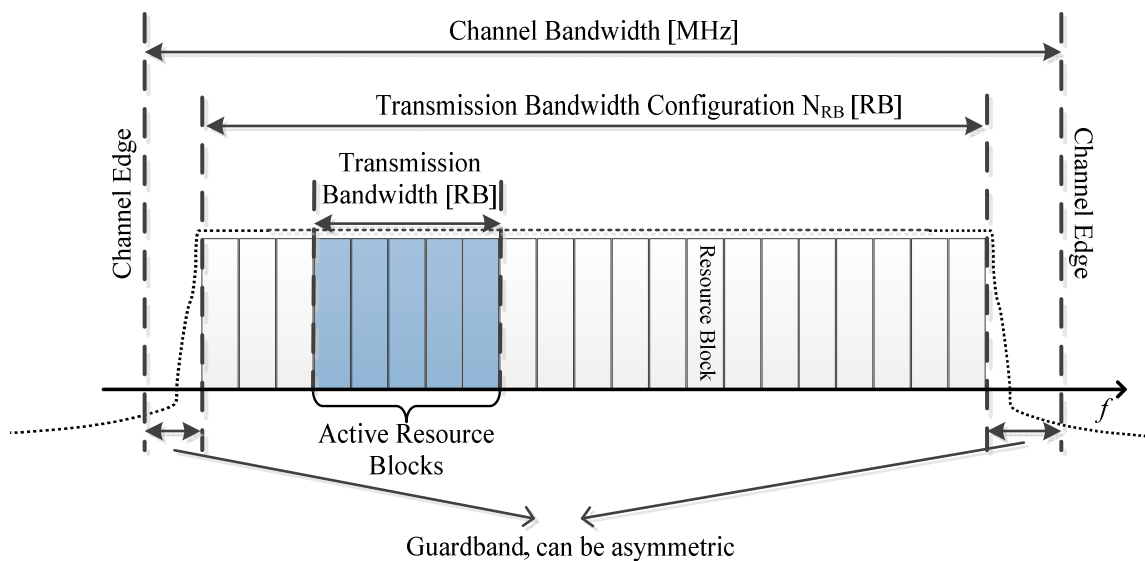 Channel Bandwidth [MHz]
Transmission Bandwidth Configuration NRB [RB]
Channel Edge
Transmission
Bandwidth [RB]
Channel Edge
Resource Block
f
Active Resource
Blocks
Guardband, can be asymmetric